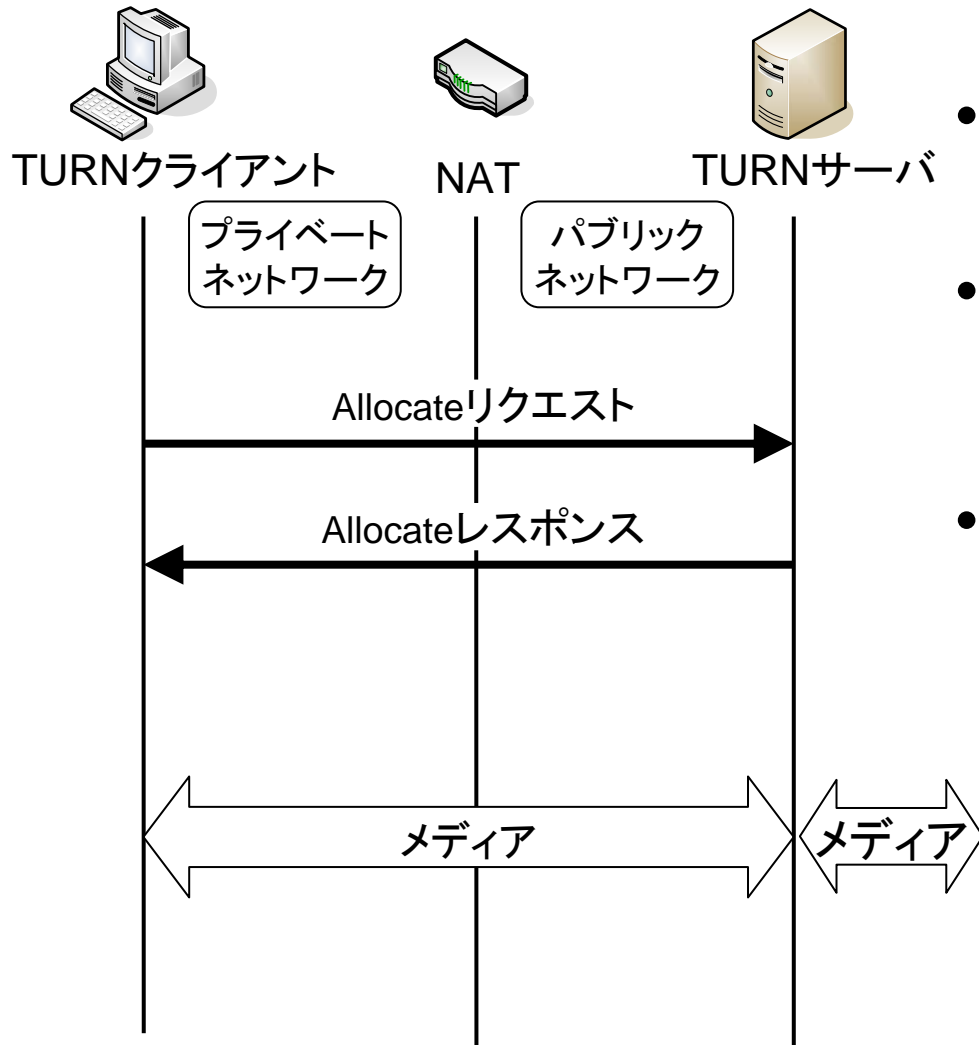 TURNクライアント
NAT
TURNサーバ
プライベート
ネットワーク
パブリック
ネットワーク
Allocateリクエスト
Allocateレスポンス
メディア
メディア